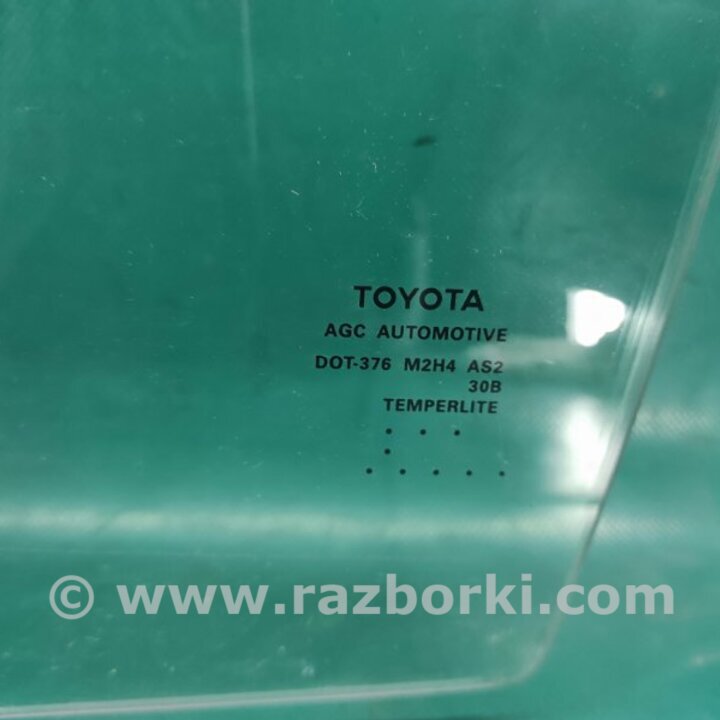 TOYOTA
AGC AUTOMOTIVE
DOT-376 M2H4 AS2
30B
TEMPERLITE
© www.razborki.com